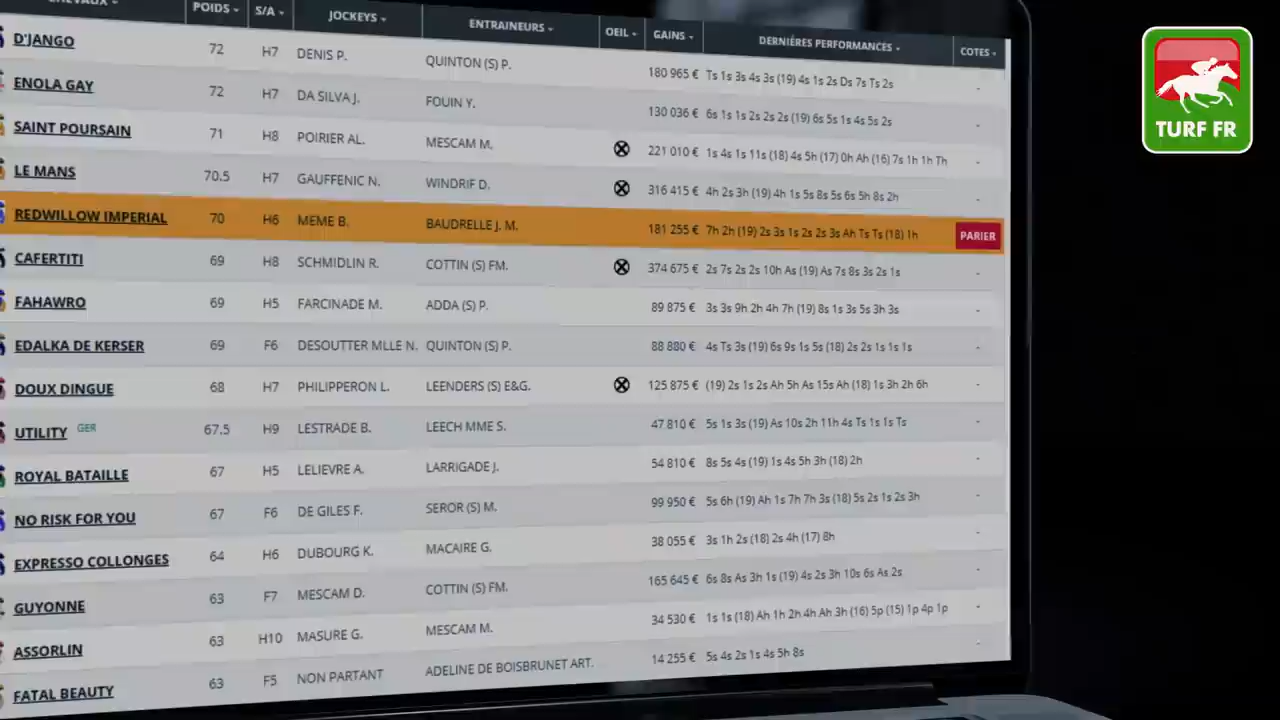 CHEVAUX POIDS S/A JOCKEYS ENTRAINEURS OEIL GAINS DERNIÈRES PERFORMANCES COTES
D'JANGO 72 H7 DENIS P. QUINTON (S) P. 180 965 € Ts 1s 3s 4s 3s (19) 4s 1s 2s Ds 7s Ts 2s -
ENOLA GAY 72 H7 DA SILVA J. FOUIN Y. 130 036 € 6s 1s 1s 2s 2s 2s (19) 6s 5s 1s 4s 5s 2s -
SAINT POURSAIN 71 H8 POIRIER AL. MESCAM M. 221 010 € 1s 4s 1s 11s (18) 4s 5h (17) 0h Ah (16) 7s 1h 1h Th -
LE MANS 70.5 H7 GAUFFENIC N. WINDRIF D. 316 415 € 4h 2s 3h (19) 4h 1s 5s 8s 5s 6s 5h 8s 2h -
REDWILLOW IMPERIAL 70 H6 MEME B. BAUDRELLE J. M. 181 255 € 7h 2h (19) 2s 3s 1s 2s 2s 3s Ah Ts Ts (18) 1h PARIER
CAFERTITI 69 H8 SCHMIDLIN R. COTTIN (S) FM. 374 675 € 2s 7s 2s 2s 10h As (19) As 7s 8s 3s 2s 1s -
FAHAWRO 69 H5 FARCINADE M. ADDA (S) P. 89 875 € 3s 3s 9h 2h 4h 7h (19) 8s 1s 3s 5s 3h 3s -
EDALKA DE KERSER 69 F6 DESOUTTER MLLE N. QUINTON (S) P. 88 880 € 4s Ts 3s (19) 6s 9s 1s 5s (18) 2s 2s 1s 1s 1s -
DOUX DINGUE 68 H7 PHILIPPERON L. LEENDERS (S) E&G. 125 875 € (19) 2s 1s 2s Ah 5h As 15s Ah (18) 1s 3h 2h 6h -
UTILITY GER 67.5 H9 LESTRADE B. LEECH MME S. 47 810 € 5s 1s 3s (19) As 10s 2h 11h 4s Ts 1s 1s Ts -
ROYAL BATAILLE 67 H5 LELIEVRE A. LARRIGADE J. 54 810 € 8s 5s 4s (19) 1s 4s 5h 3h (18) 2h -
NO RISK FOR YOU 67 F6 DE GILES F. SEROR (S) M. 99 950 € 5s 6h (19) Ah 1s 7h 7h 3s (18) 5s 2s 1s 2s 3h -
EXPRESSO COLLONGES 64 H6 DUBOURG K. MACAIRE G. 38 055 € 3s 1h 2s (18) 2s 4h (17) 8h -
GUYONNE 63 F7 MESCAM D. COTTIN (S) FM. 165 645 € 6s 8s As 3h 1s (19) 4s 2s 3h 10s 6s As 2s -
ASSORLIN 63 H10 MASURE G. MESCAM M. 34 530 € 1s 1s (18) Ah 1h 2h 4h Ah 3h (16) 5p (15) 1p 4p 1p -
FATAL BEAUTY 63 F5 NON PARTANT ADELINE DE BOISBRUNET ART. 14 255 € 5s 4s 2s 1s 4s 5h 8s -
TURF FR